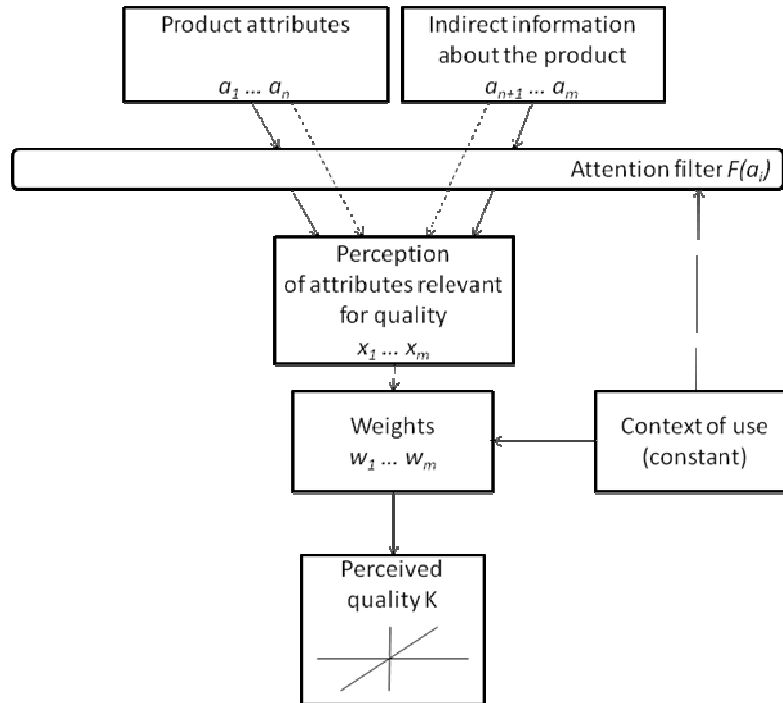 Product attributes
a1 ... an
Indirect information
about the product
an+1 ... am
Attention filter F(ai)
Perception
of attributes relevant
for quality
x1 ... xm
Weights
w1 ... wm
Context of use
(constant)
Perceived
quality K